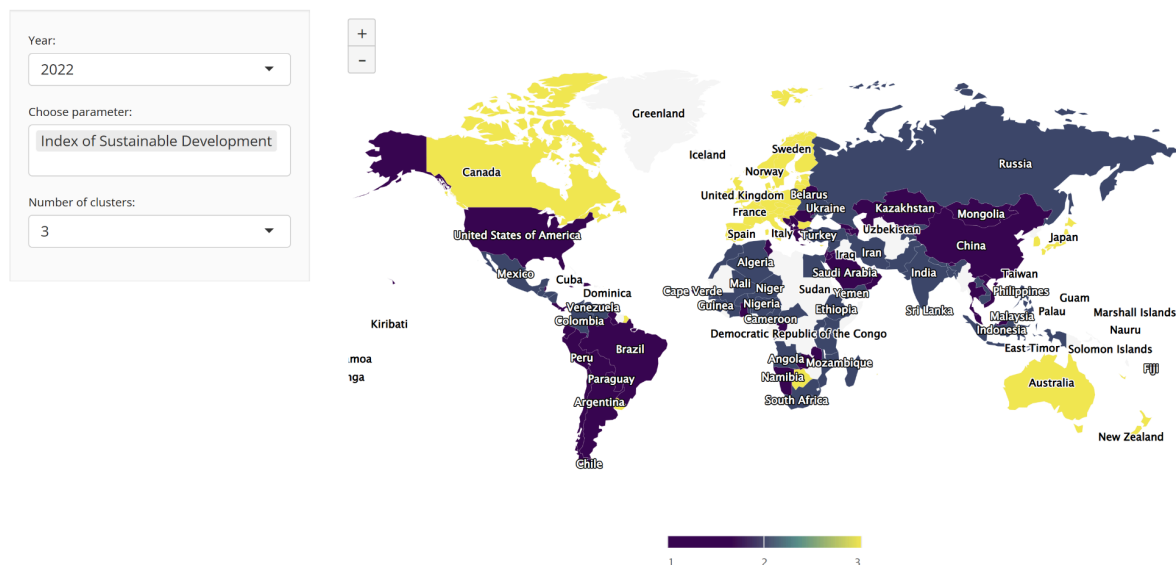 Year:
2022
Choose parameter:
Index of Sustainable Development
Number of clusters:
3
+
−
Greenland
Iceland
Sweden
Russia
Norway
Canada
United Kingdom
Belarus
France
Ukraine
Kazakhstan
Mongolia
Spain
Italy
Turkey
Uzbekistan
Japan
United States of America
China
Algeria
Iraq
Iran
Mexico
Cuba
Mali
Niger
Saudi Arabia
India
Taiwan
Dominica
Cape Verde
Sudan
Yemen
Philippines
Guam
Venezuela
Guinea
Nigeria
Ethiopia
Sri Lanka
Palau
Marshall Islands
Kiribati
Colombia
Cameroon
Malaysia
Indonesia
Nauru
Democratic Republic of the Congo
Brazil
East-Timor
Solomon Islands
amoa
Peru
Angola
Mozambique
Fiji
nga
Paraguay
Namibia
Australia
Argentina
South Africa
New Zealand
Chile
1
2
3